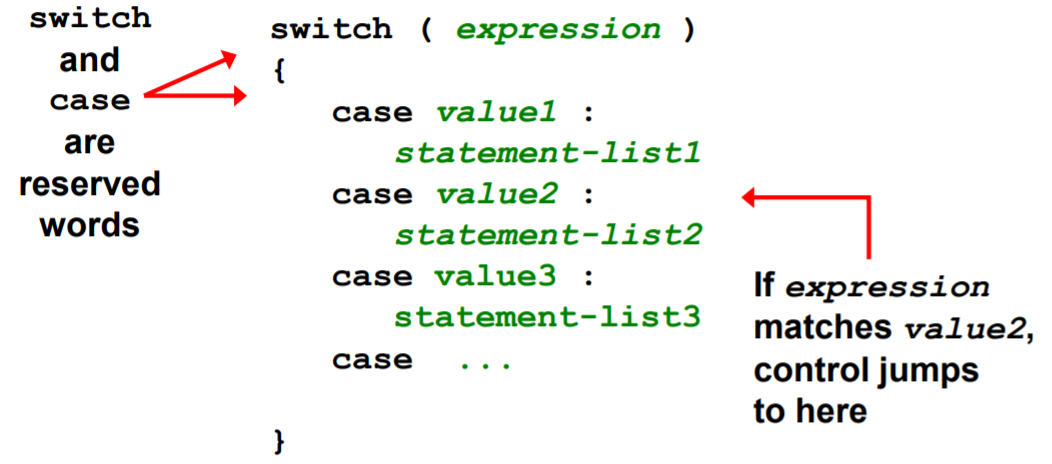 switch
and
case
are
reserved
words
switch ( expression )
{
case value1 :
statement-list1
case value2 :
statement-list2
case value3 :
statement-list3
case ...
}
If expression
matches value2,
control jumps
to here